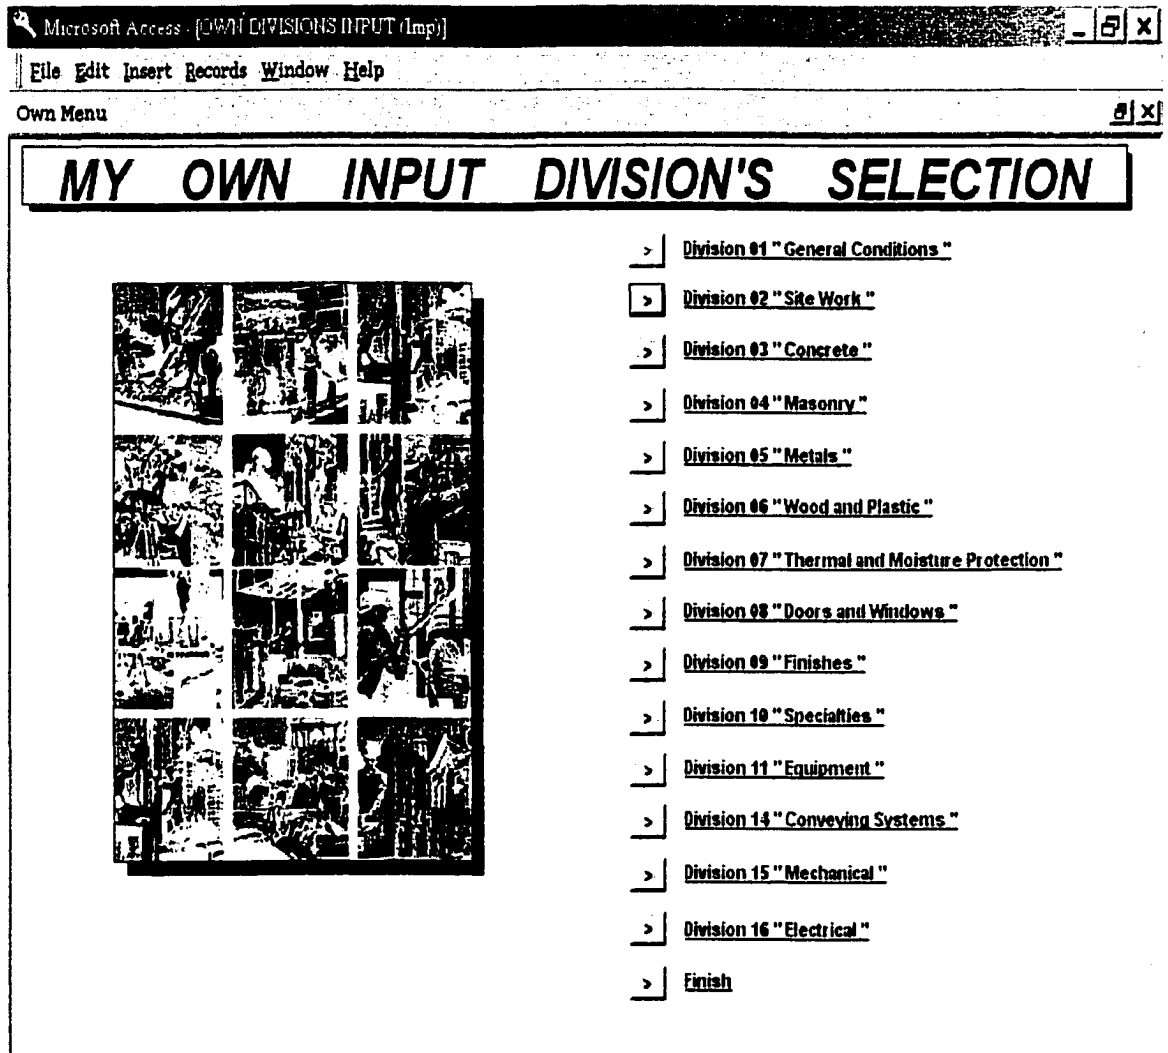 Microsoft Access - [OWN DIVISIONS INPUT (Imp)]
File Edit Insert Records Window Help
Own Menu
MY OWN INPUT DIVISION'S SELECTION
> Division 01 " General Conditions "
> Division 02 " Site Work "
> Division 03 " Concrete "
> Division 04 " Masonry "
> Division 05 " Metals "
> Division 06 " Wood and Plastic "
> Division 07 " Thermal and Moisture Protection "
> Division 08 " Doors and Windows "
> Division 09 " Finishes "
> Division 10 " Specialties "
> Division 11 " Equipment "
> Division 14 " Conveying Systems "
> Division 15 " Mechanical "
> Division 16 " Electrical "
> Finish